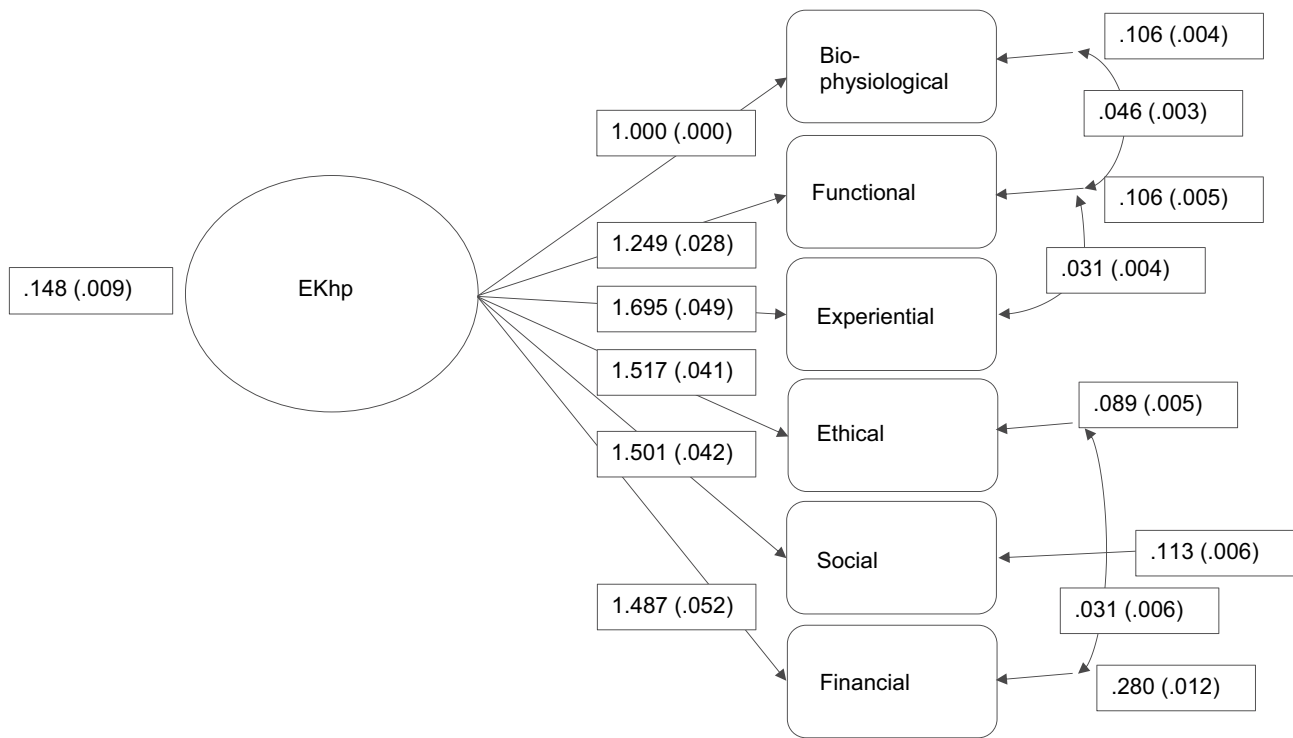 .106 (.004)
Bio-
physiological
.046 (.003)
1.000 (.000)
Functional
.106 (.005)
1.249 (.028)
.031 (.004)
.148 (.009)
EKhp
1.695 (.049)
Experiential
1.517 (.041)
.089 (.005)
Ethical
1.501 (.042)
.113 (.006)
Social
1.487 (.052)
.031 (.006)
Financial
.280 (.012)